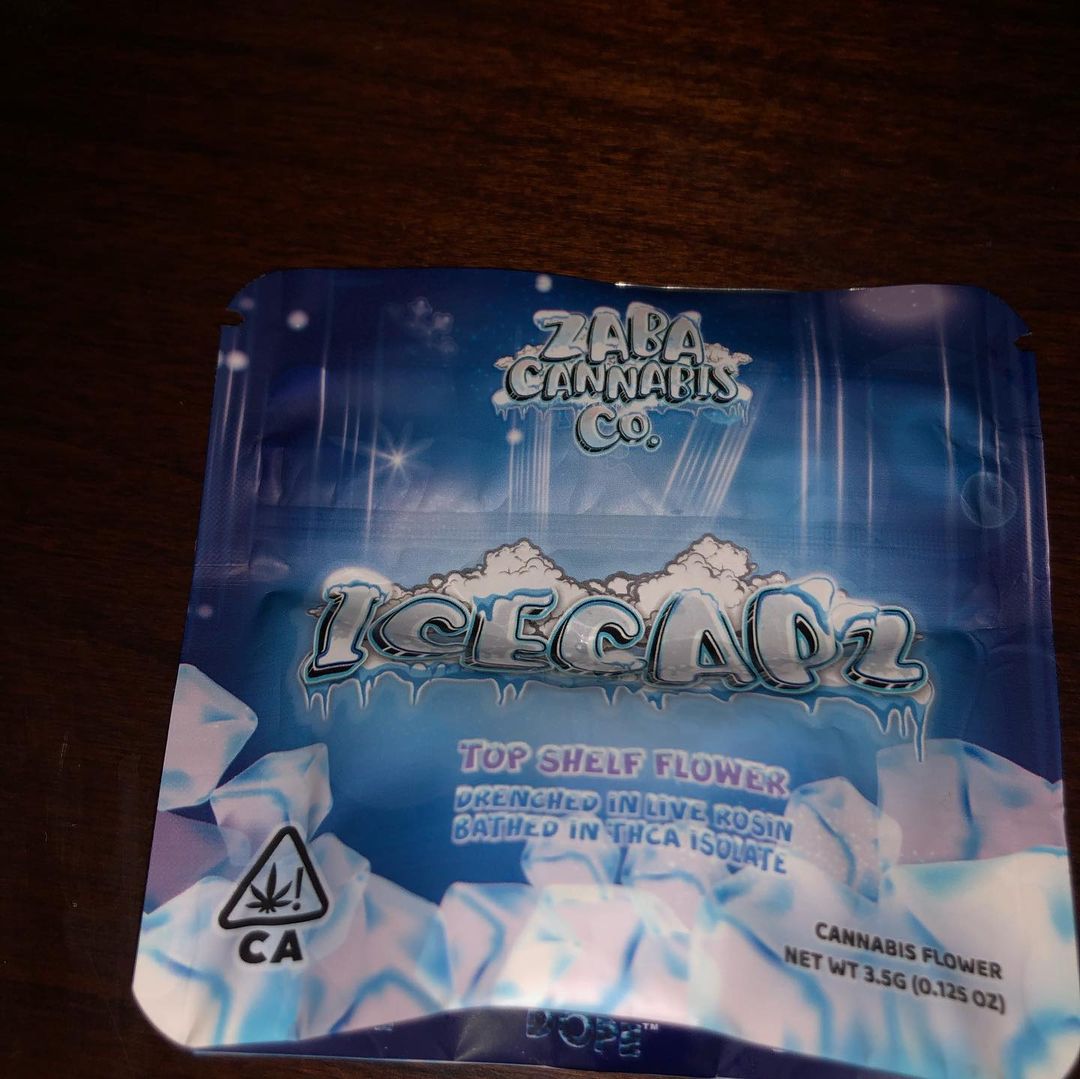 ZABA
CANNABIS
CO.
ICECAPZ
TOP SHELF FLOWER
DRENCHED IN LIVE ROSIN
BATHED IN THCA ISOLATE
CA
CANNABIS FLOWER
NET WT 3.5G (0.125 OZ)
DOPE™